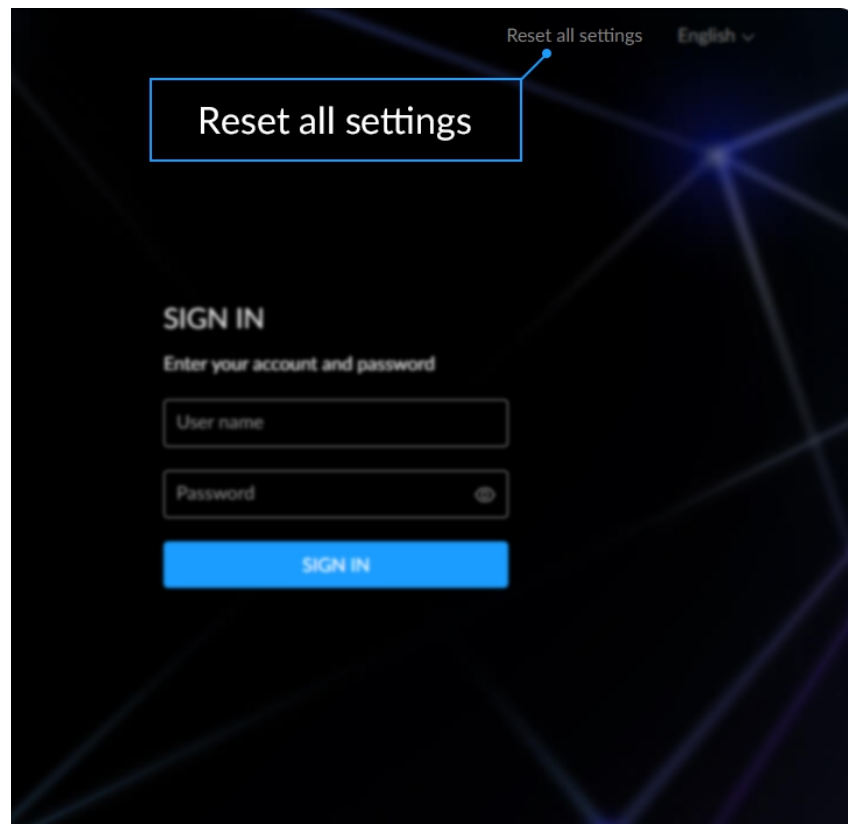 Reset all settings
English
Reset all settings
SIGN IN
Enter your account and password
User name
Password
SIGN IN